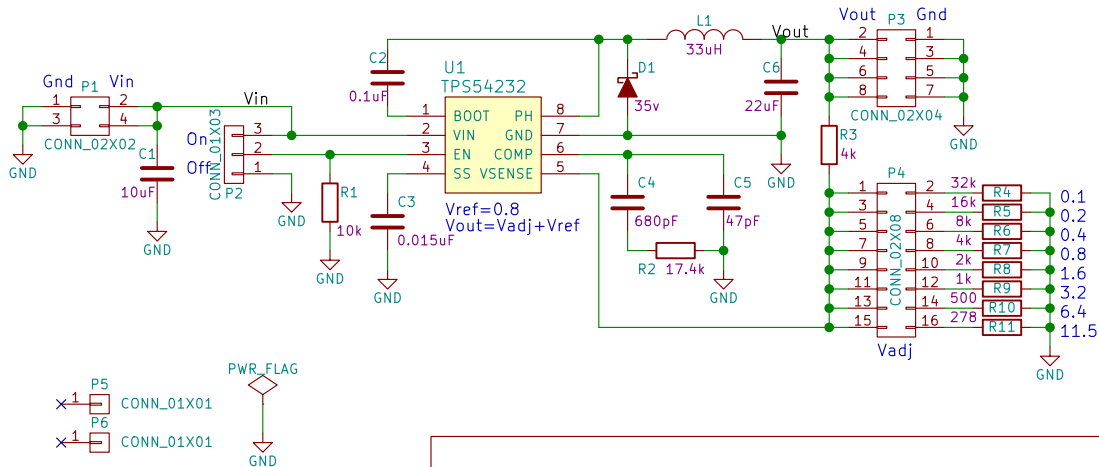 Vout P3 Gnd
L1
33uH
Vout
2 1
4 3
6 5
8 7
CONN_02X04
GND
C2
0.1uF
U1
TPS54232
D1
35v
C6
22uF
1 BOOT PH 8
2 VIN GND 7
3 EN COMP 6
4 SS VSENSE 5
GND
Gnd P1 Vin
Vin
1 2
3 4
CONN_02X02
GND
C1
10uF
GND
On
Off
CONN_01X03
3
2
1
P2
GND
R1
10k
GND
C3
0.015uF
GND
Vref=0.8
Vout=Vadj+Vref
C4
680pF
C5
47pF
R2 17.4k
GND
R3
4k
P4
CONN_02X08
1 2 32k R4 0.1
3 4 16k R5 0.2
5 6 8k R6 0.4
7 8 4k R7 0.8
9 10 2k R8 1.6
11 12 1k R9 3.2
13 14 500 R10 6.4
15 16 278 R11 11.5
Vadj
GND
P5
1 CONN_01X01
P6
1 CONN_01X01
PWR_FLAG
GND